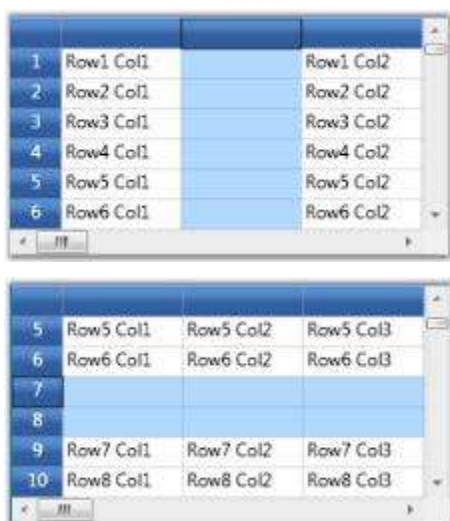 1 Row1 Col1 Row1 Col2
2 Row2 Col1 Row2 Col2
3 Row3 Col1 Row3 Col2
4 Row4 Col1 Row4 Col2
5 Row5 Col1 Row5 Col2
6 Row6 Col1 Row6 Col2
5 Row5 Col1 Row5 Col2 Row5 Col3
6 Row6 Col1 Row6 Col2 Row6 Col3
7
8
9 Row7 Col1 Row7 Col2 Row7 Col3
10 Row8 Col1 Row8 Col2 Row8 Col3